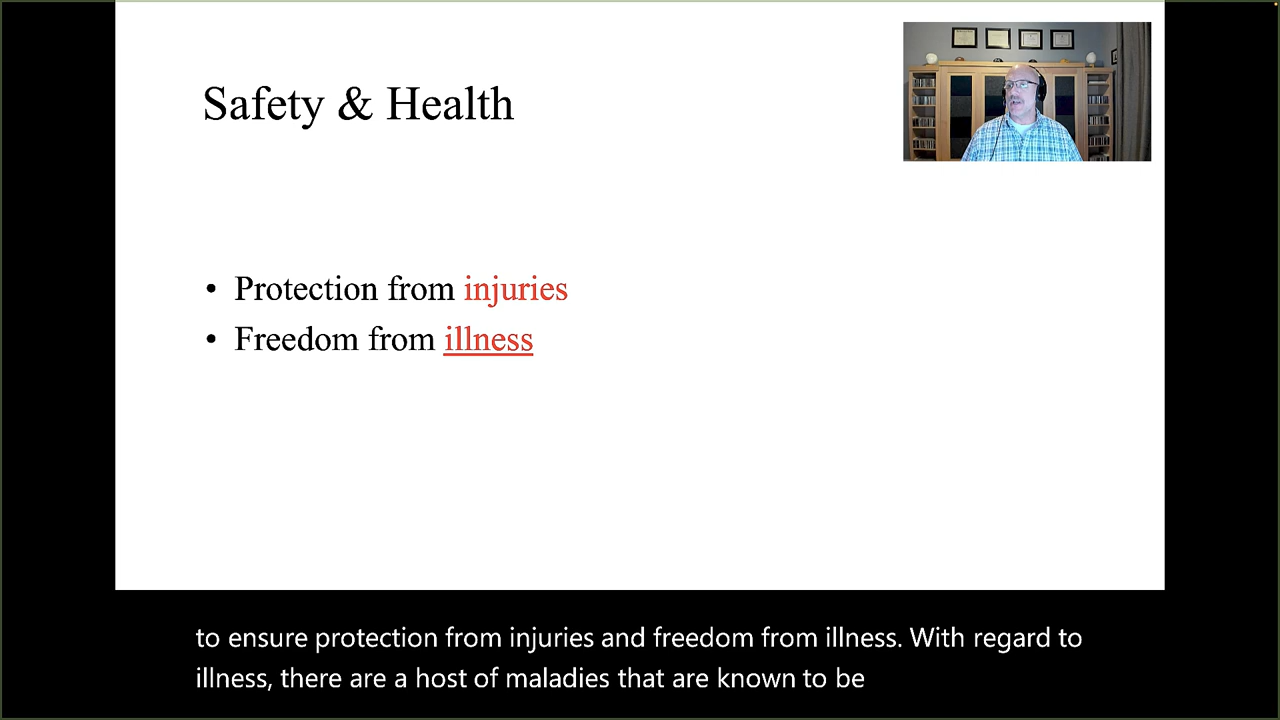 Safety & Health
• Protection from injuries
• Freedom from illness
to ensure protection from injuries and freedom from illness. With regard to
illness, there are a host of maladies that are known to be